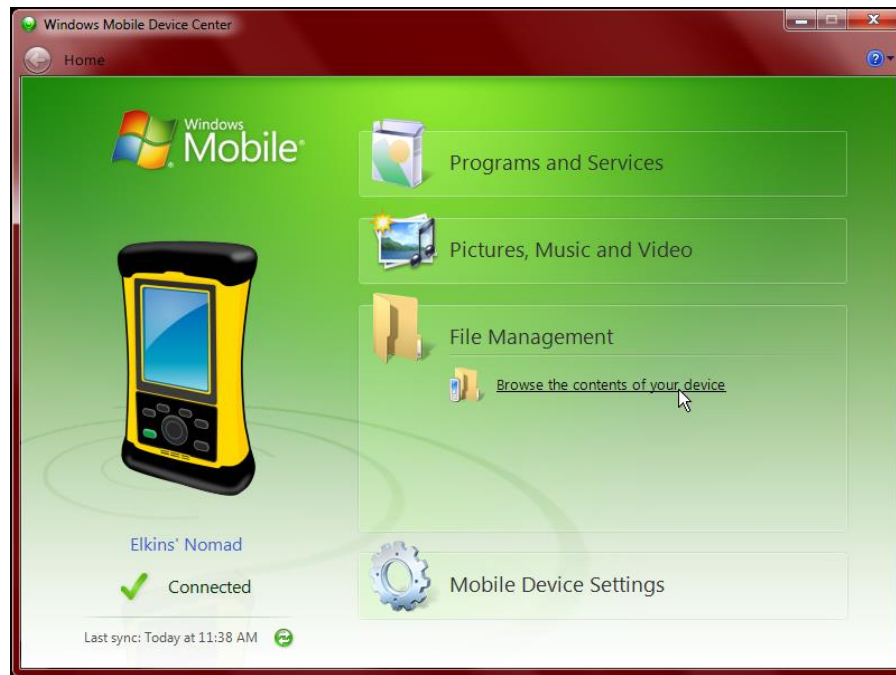 Windows Mobile Device Center
Home
Windows
Mobile®
Programs and Services
Pictures, Music and Video
File Management
Browse the contents of your device
Elkins' Nomad
Connected
Last sync: Today at 11:38 AM
Mobile Device Settings